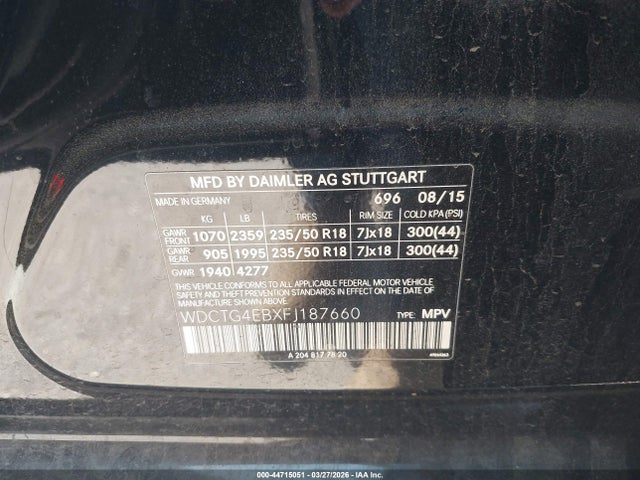 MFD BY DAIMLER AG STUTTGART
MADE IN GERMANY 696 08/15
KG LB TIRES RIM SIZE COLD KPA(PSI)
GAWR FRONT 1070 2359 235/50 R18 7Jx18 300(44)
GAWR REAR 905 1995 235/50 R18 7Jx18 300(44)
GVWR 1940 4277
THIS VEHICLE CONFORMS TO ALL APPLICABLE FEDERAL MOTOR VEHICLE
SAFETY, BUMPER, AND THEFT PREVENTION STANDARDS IN EFFECT ON THE
DATE OF MANUFACTURE SHOWN ABOVE.
WDCTG4EBXFJ187660 TYPE: MPV
A 204 817 78 20
000-44715051 | 03/27/2026 | IAA Inc.